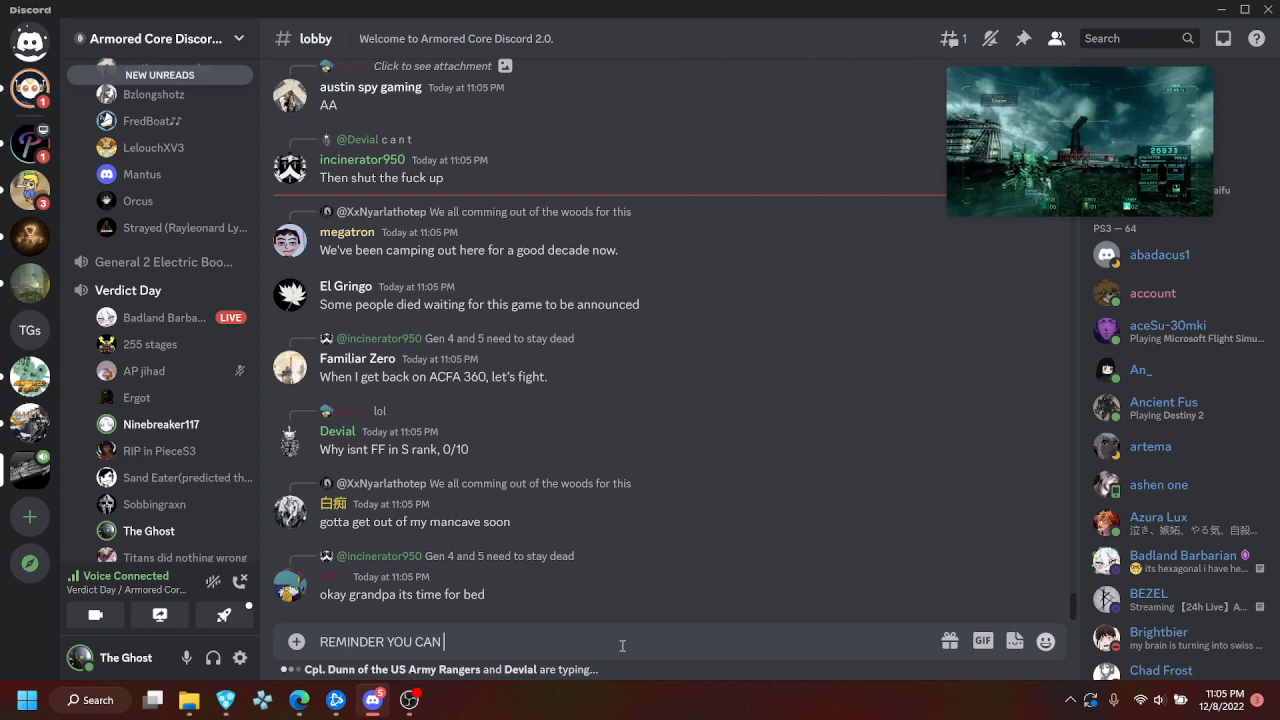 Discord
Armored Core Discor...
lobby
Welcome to Armored Core Discord 2.0.
1
Search
NEW UNREADS
Bzlongshotz
FredBoat♪♪
LelouchXV3
Mantus
Orcus
Strayed (Rayleonard Ly...
General 2 Electric Boo...
Verdict Day
Badland Barba...
LIVE
255 stages
AP jihad
Ergot
Ninebreaker117
RIP in PieceS3
Sand Eater(predicted th...
Sobbingraxn
The Ghost
Titans did nothing wrong
Voice Connected
Verdict Day / Armored Cor...
The Ghost
1
1
3
TGs
Click to see attachment
austin spy gaming Today at 11:05 PM
AA
@Devial c a n t
incinerator950 Today at 11:05 PM
Then shut the fuck up
@XxNyarlathotep We all comming out of the woods for this
megatron Today at 11:05 PM
We've been camping out here for a good decade now.
El Gringo Today at 11:05 PM
Some people died waiting for this game to be announced
@incinerator950 Gen 4 and 5 need to stay dead
Familiar Zero Today at 11:05 PM
When I get back on ACFA 360, let's fight.
lol
Devial Today at 11:05 PM
Why isnt FF in S rank, 0/10
@XxNyarlathotep We all comming out of the woods for this
白痴 Today at 11:05 PM
gotta get out of my mancave soon
@incinerator950 Gen 4 and 5 need to stay dead
Today at 11:05 PM
okay grandpa its time for bed
REMINDER YOU CAN
GIF
Cpl. Dunn of the US Army Rangers and Devial are typing...
25933
aifu
PS3 — 64
abadacus1
account
aceSu-30mki
Playing Microsoft Flight Simu...
An_
Ancient Fus
Playing Destiny 2
artema
ashen one
Azura Lux
泣き、嫉妬、やる気、自殺...
Badland Barbarian
its hexagonal i have he...
BEZEL
Streaming 【24h Live】 A...
Brightbier
my brain is turning into swiss ...
Chad Frost
Search
5
11:05 PM
12/8/2022
3